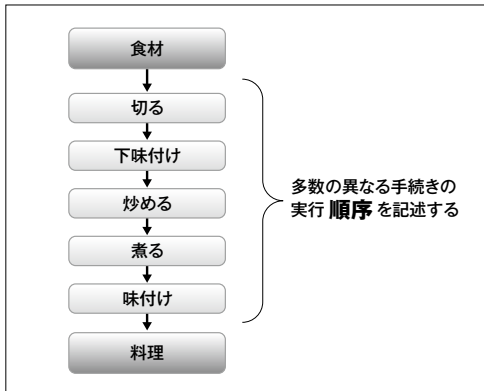 食材
切る
下味付け
炒める
煮る
味付け
料理
多数の異なる手続きの
実行 順序 を記述する